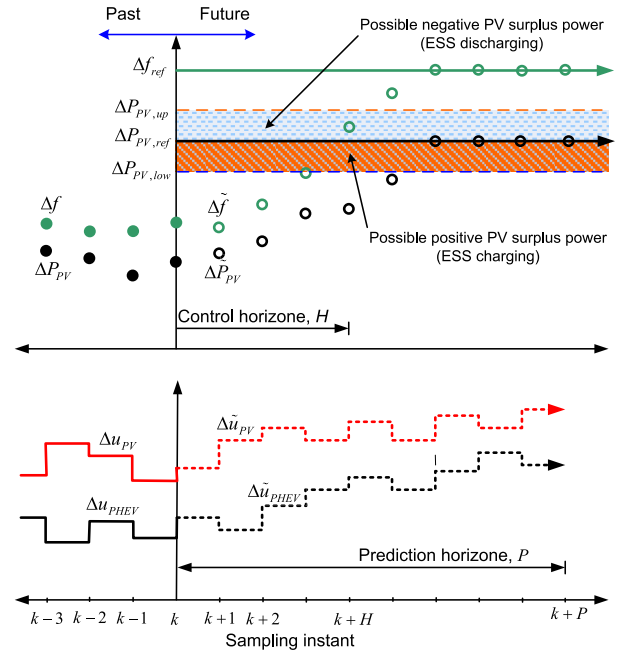 Past Future
Possible negative PV surplus power
(ESS discharging)
Δf_ref
ΔP_PV,up
ΔP_PV,ref
ΔP_PV,low
Δf
Δf̃
ΔP_PV
ΔP̃_PV
Possible positive PV surplus power
(ESS charging)
Control horizone, H
Δu_PV
Δũ_PV
Δu_PHEV
Δũ_PHEV
Prediction horizone, P
k−3 k−2 k−1 k k+1 k+2 k+H k+P
Sampling instant